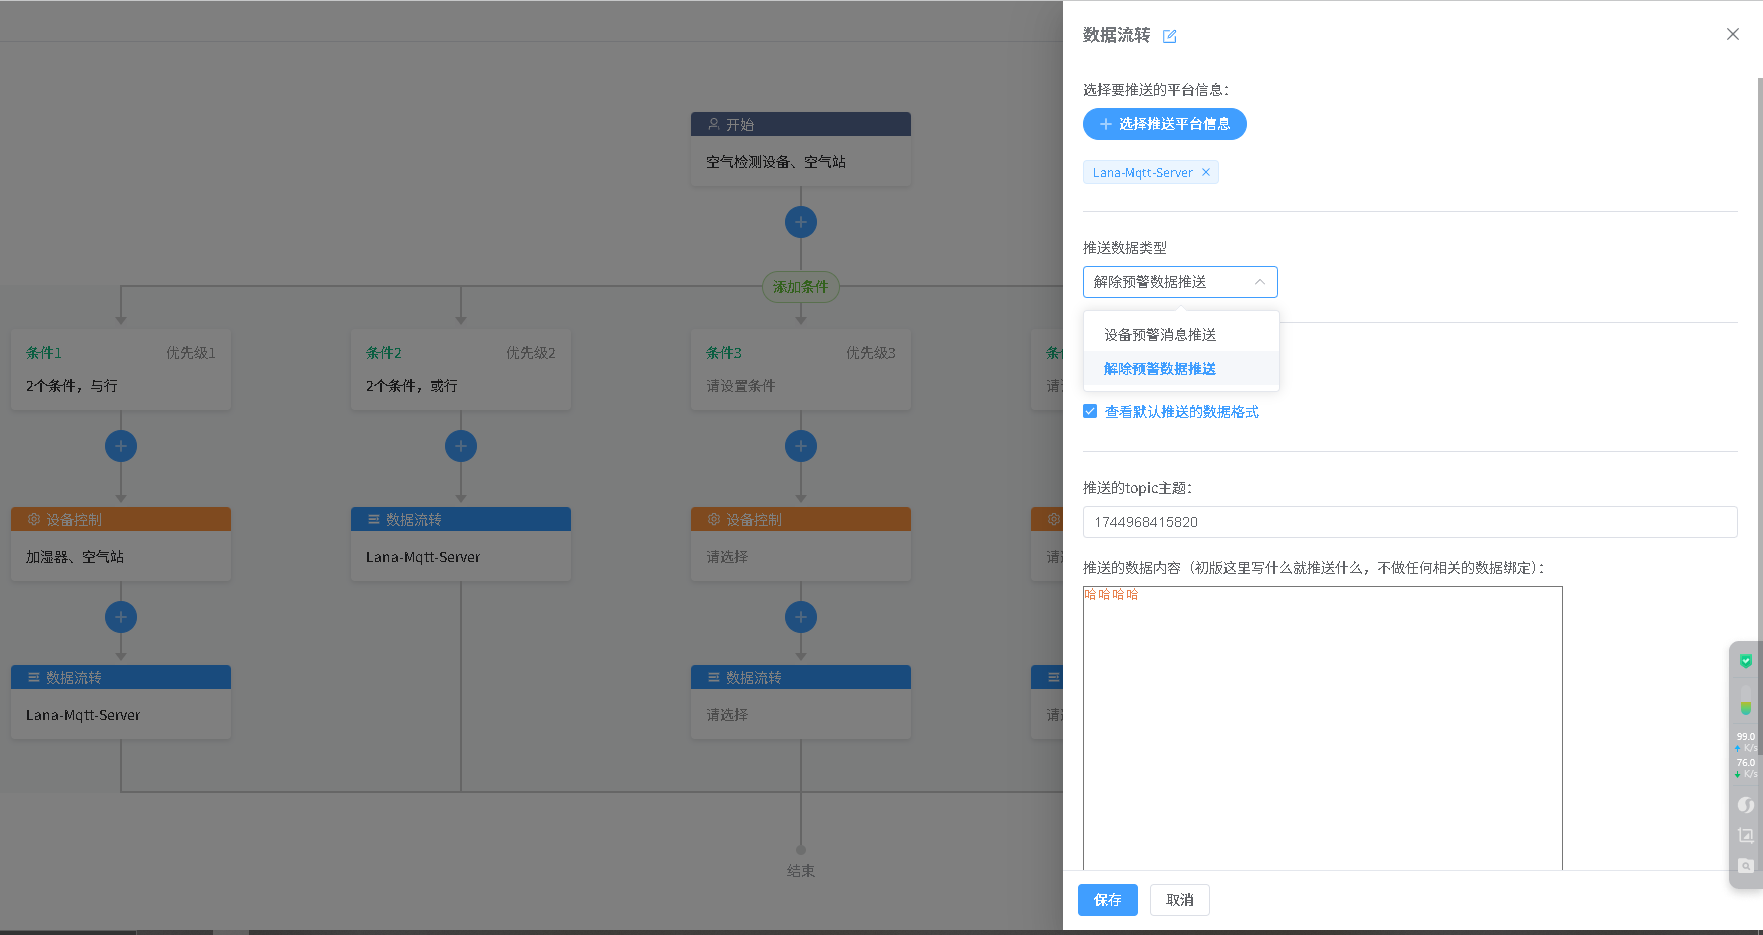 开始
空气检测设备、空气站
添加条件
条件1 优先级1
2个条件，与行
条件2 优先级2
2个条件，或行
条件3 优先级3
请设置条件
设备控制
加湿器、空气站
数据流转
Lana-Mqtt-Server
设备控制
请选择
数据流转
Lana-Mqtt-Server
数据流转
请选择
结束
数据流转
选择要推送的平台信息：
选择推送平台信息
Lana-Mqtt-Server
推送数据类型
解除预警数据推送
设备预警消息推送
解除预警数据推送
查看默认推送的数据格式
推送的topic主题：
1744968415820
推送的数据内容（初版这里写什么就推送什么，不做任何相关的数据绑定）：
哈哈哈哈
保存 取消
99.0
K/s
76.0
K/s